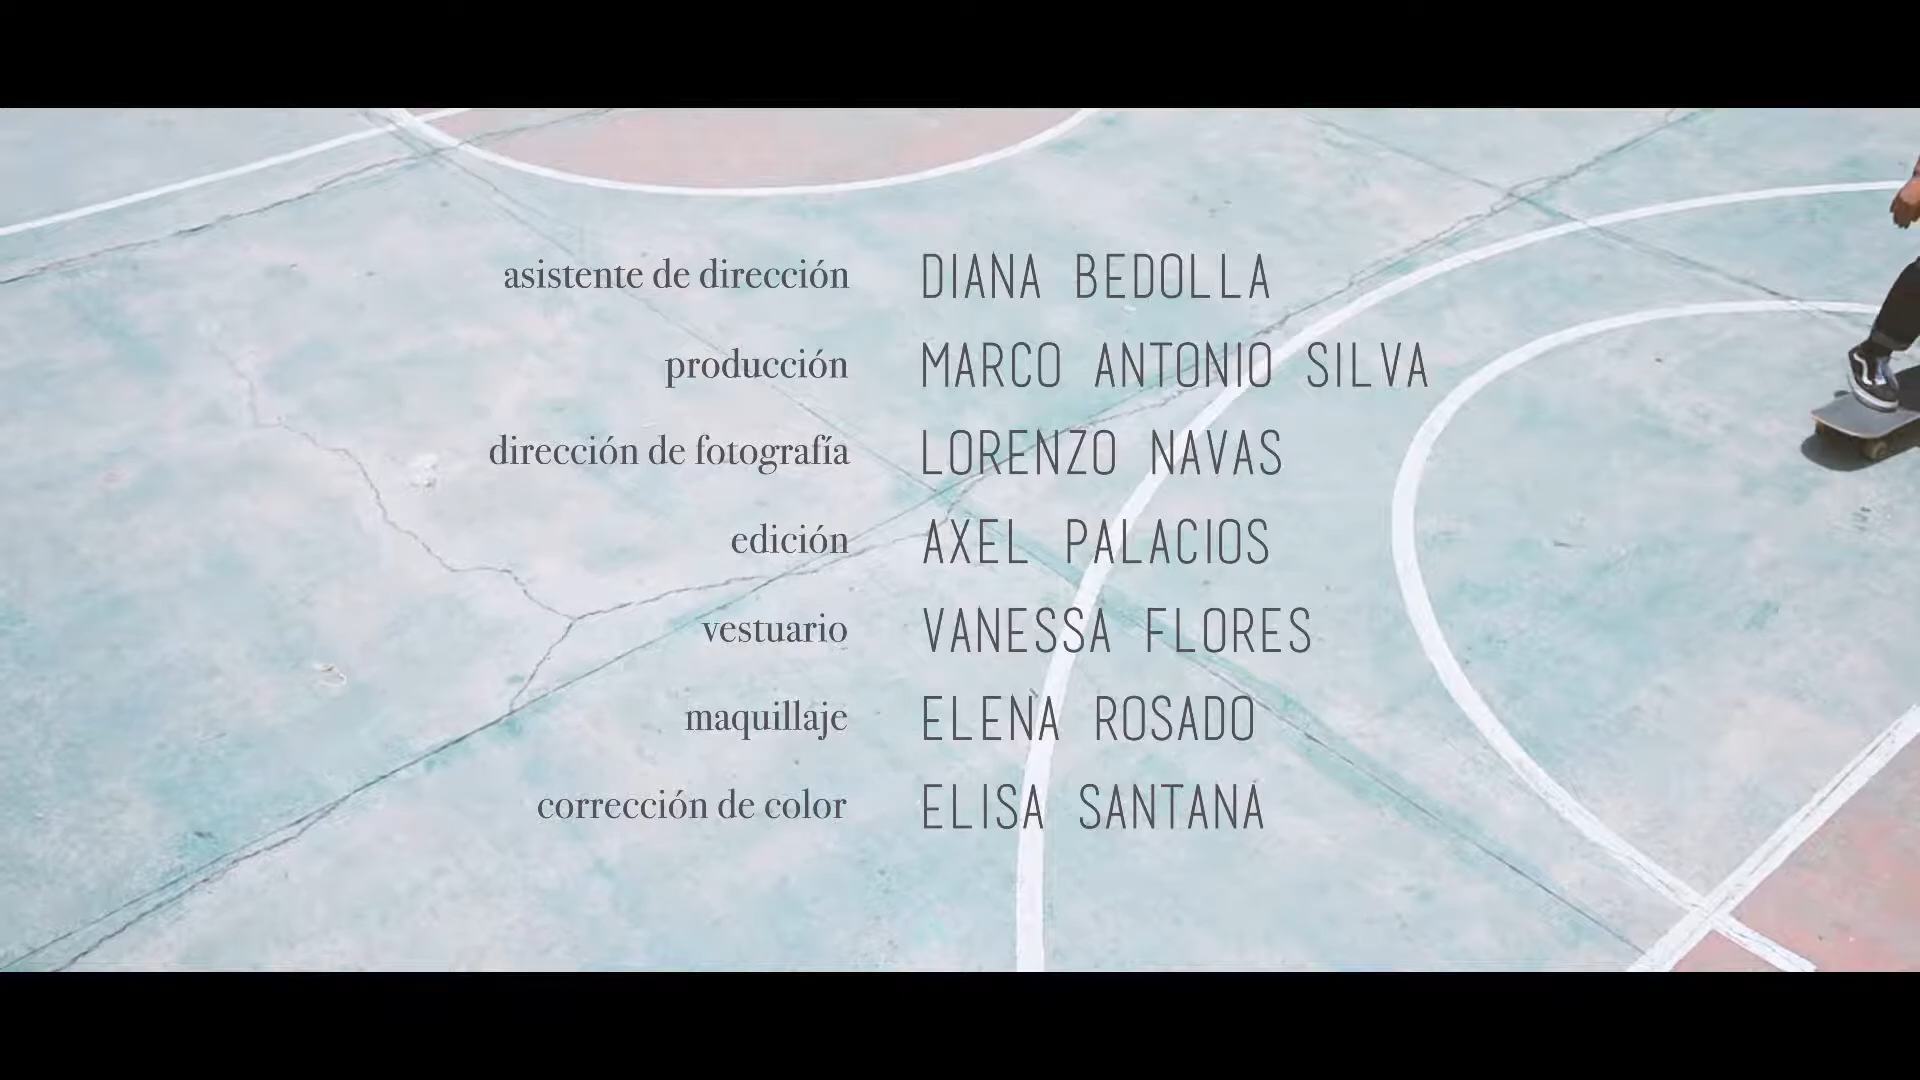 asistente de dirección DIANA BEDOLLA
producción MARCO ANTONIO SILVA
dirección de fotografía LORENZO NAVAS
edición AXEL PALACIOS
vestuario VANESSA FLORES
maquillaje ELENA ROSADO
corrección de color ELISA SANTANA